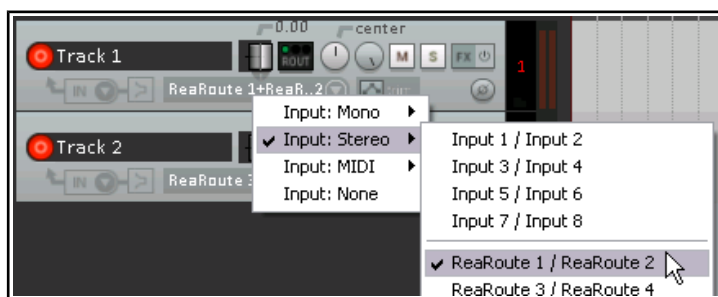 0.00 center
Track 1 ROUT M S FX 1
IN ReaRoute 1+ReaR..2
Input: Mono
Track 2 Input: Stereo Input 1 / Input 2
Input: MIDI Input 3 / Input 4
IN ReaRoute Input: None Input 5 / Input 6
Input 7 / Input 8
ReaRoute 1 / ReaRoute 2
ReaRoute 3 / ReaRoute 4